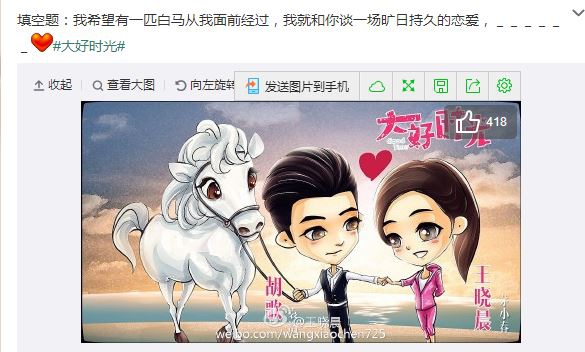 填空题：我希望有一匹白马从我面前经过，我就和你谈一场旷日持久的恋爱，_ _ _ _ _ _
_ #大好时光#
收起 查看大图 向左旋转 发送图片到手机
大好时光
Good Time
418
胡歌
王晓晨
@王晓晨
weibo.com/wangxiaochen725